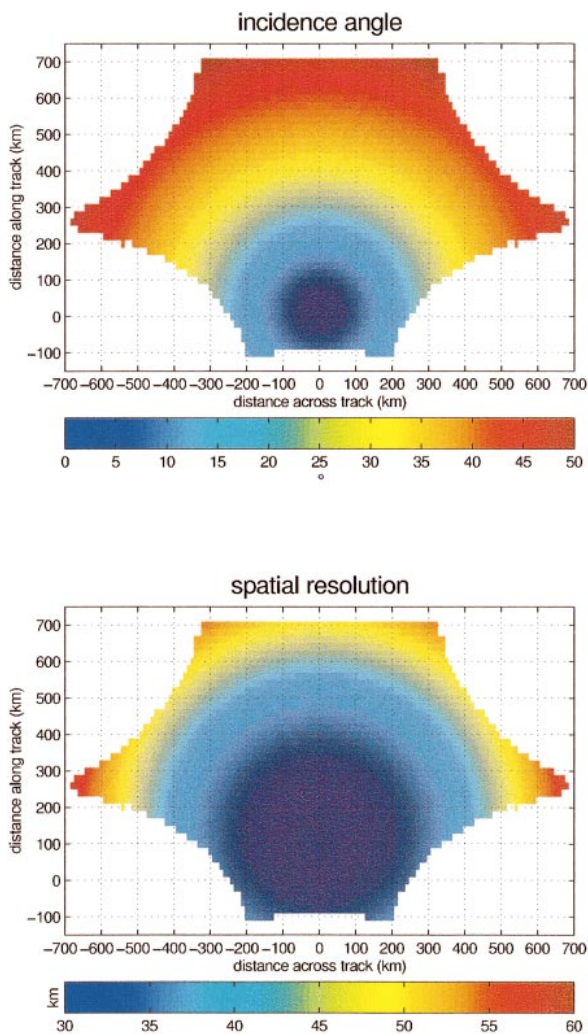 incidence angle
700
600
500
400
300
200
100
0
−100
distance along track (km)
−700 −600 −500 −400 −300 −200 −100 0 100 200 300 400 500 600 700
distance across track (km)
0 5 10 15 20 25 30 35 40 45 50
°
spatial resolution
700
600
500
400
300
200
100
0
−100
distance along track (km)
−700 −600 −500 −400 −300 −200 −100 0 100 200 300 400 500 600 700
distance across track (km)
km
30 35 40 45 50 55 60